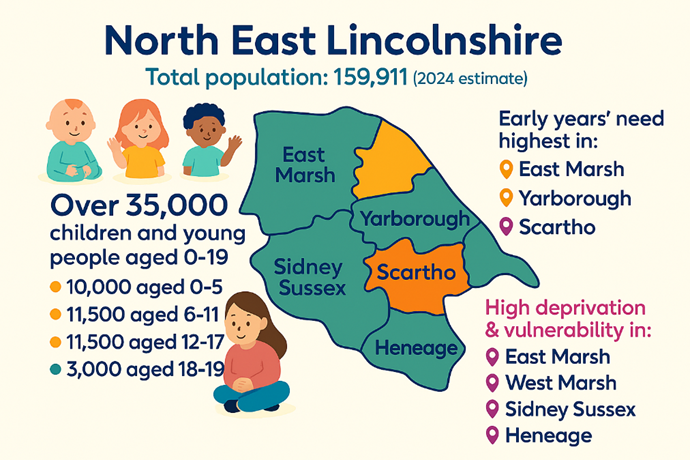 North East Lincolnshire
Total population: 159,911 (2024 estimate)
Over 35,000
children and young
people aged 0-19
10,000 aged 0-5
11,500 aged 6-11
11,500 aged 12-17
3,000 aged 18-19
East
Marsh
Yarborough
Sidney
Sussex
Scartho
Heneage
Early years' need
highest in:
East Marsh
Yarborough
Scartho
High deprivation
& vulnerability in:
East Marsh
West Marsh
Sidney Sussex
Heneage